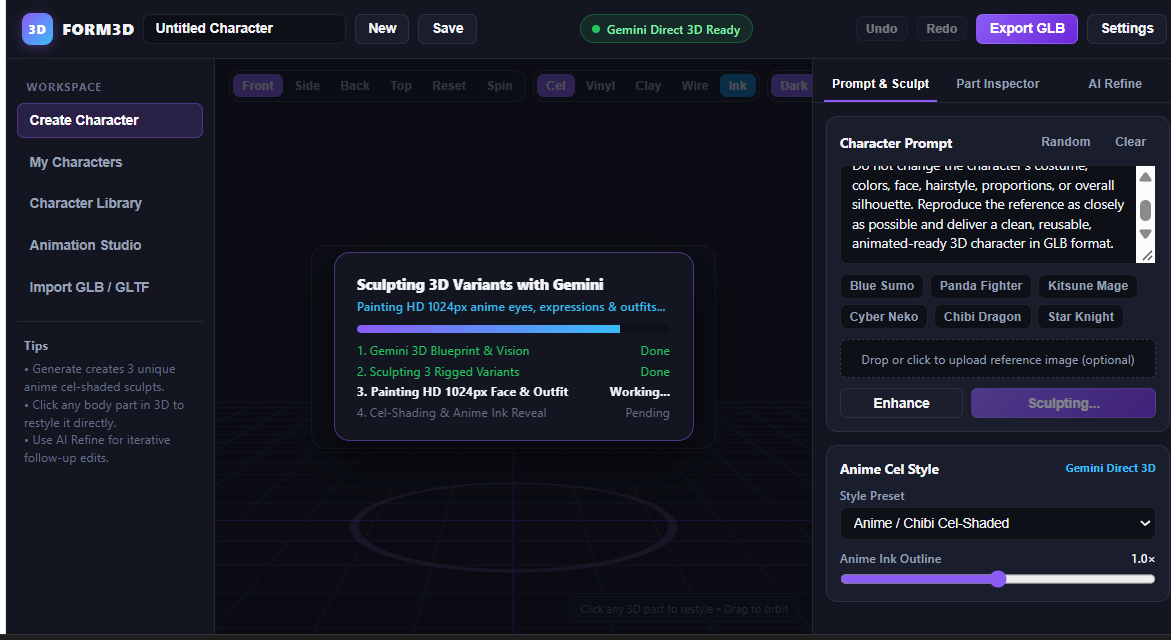 3D FORM3D Untitled Character New Save Gemini Direct 3D Ready Undo Redo Export GLB Settings
WORKSPACE
Create Character
My Characters
Character Library
Animation Studio
Import GLB / GLTF
Tips
• Generate creates 3 unique
anime cel-shaded sculpts.
• Click any body part in 3D to
restyle it directly.
• Use AI Refine for iterative
follow-up edits.
Front Side Back Top Reset Spin Cel Vinyl Clay Wire Ink Dark
Sculpting 3D Variants with Gemini
Painting HD 1024px anime eyes, expressions & outfits...
1. Gemini 3D Blueprint & Vision Done
2. Sculpting 3 Rigged Variants Done
3. Painting HD 1024px Face & Outfit Working...
4. Cel-Shading & Anime Ink Reveal Pending
Click any 3D part to restyle • Drag to orbit
Prompt & Sculpt Part Inspector AI Refine
Character Prompt Random Clear
Do not change the character's costume,
colors, face, hairstyle, proportions, or overall
silhouette. Reproduce the reference as closely
as possible and deliver a clean, reusable,
animated-ready 3D character in GLB format.
Blue Sumo Panda Fighter Kitsune Mage
Cyber Neko Chibi Dragon Star Knight
Drop or click to upload reference image (optional)
Enhance Sculpting...
Anime Cel Style Gemini Direct 3D
Style Preset
Anime / Chibi Cel-Shaded
Anime Ink Outline 1.0×